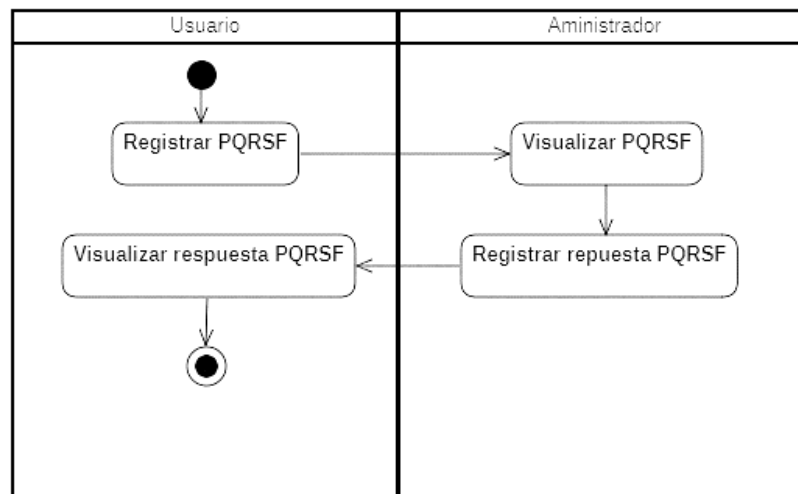 Usuario
Aministrador
Registrar PQRSF
Visualizar PQRSF
Visualizar respuesta PQRSF
Registrar repuesta PQRSF